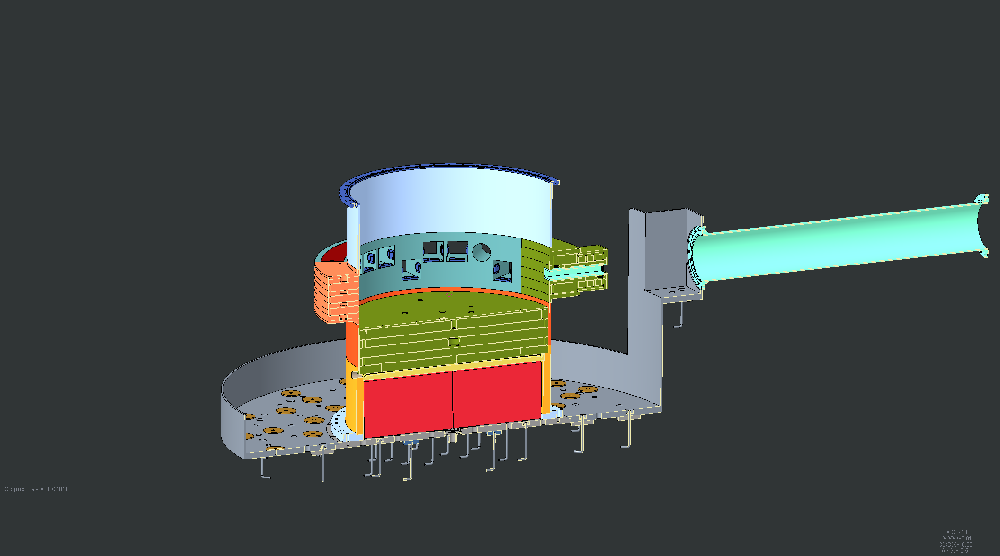 Clipping State:XSEC0001
X.X+-0.1
X.XX+-0.01
X.XXX+-0.001
ANG.+-0.5